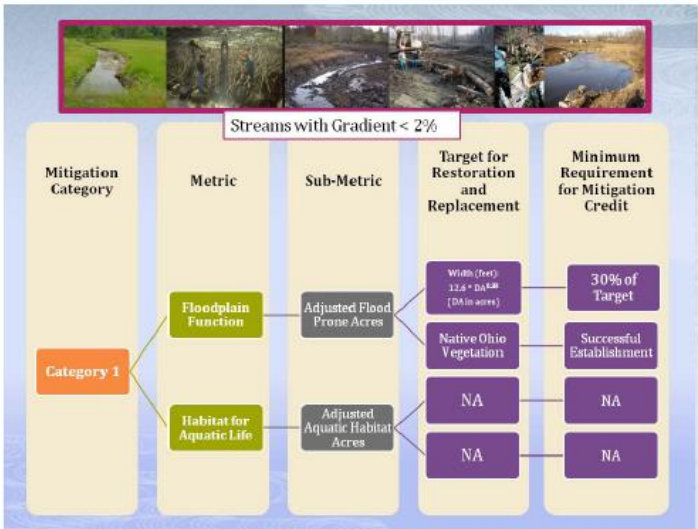 Streams with Gradient < 2%
Mitigation
Category
Metric
Sub-Metric
Target for
Restoration
and
Replacement
Minimum
Requirement
for Mitigation
Credit
Width (feet):
12.6 * DA
(DA in acres)
30% of
Target
Floodplain
Function
Adjusted Flood
Prone Acres
Native Ohio
Vegetation
Successful
Establishment
Category 1
Habitat for
Aquatic Life
Adjusted
Aquatic Habitat
Acres
NA
NA
NA
NA